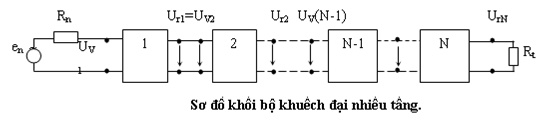 Rn
Uv
en
Ur1=Uv2
Ur2
Uv(N-1)
UrN
1
2
N-1
N
Rt
Sơ đồ khối bộ khuếch đại nhiều tầng.